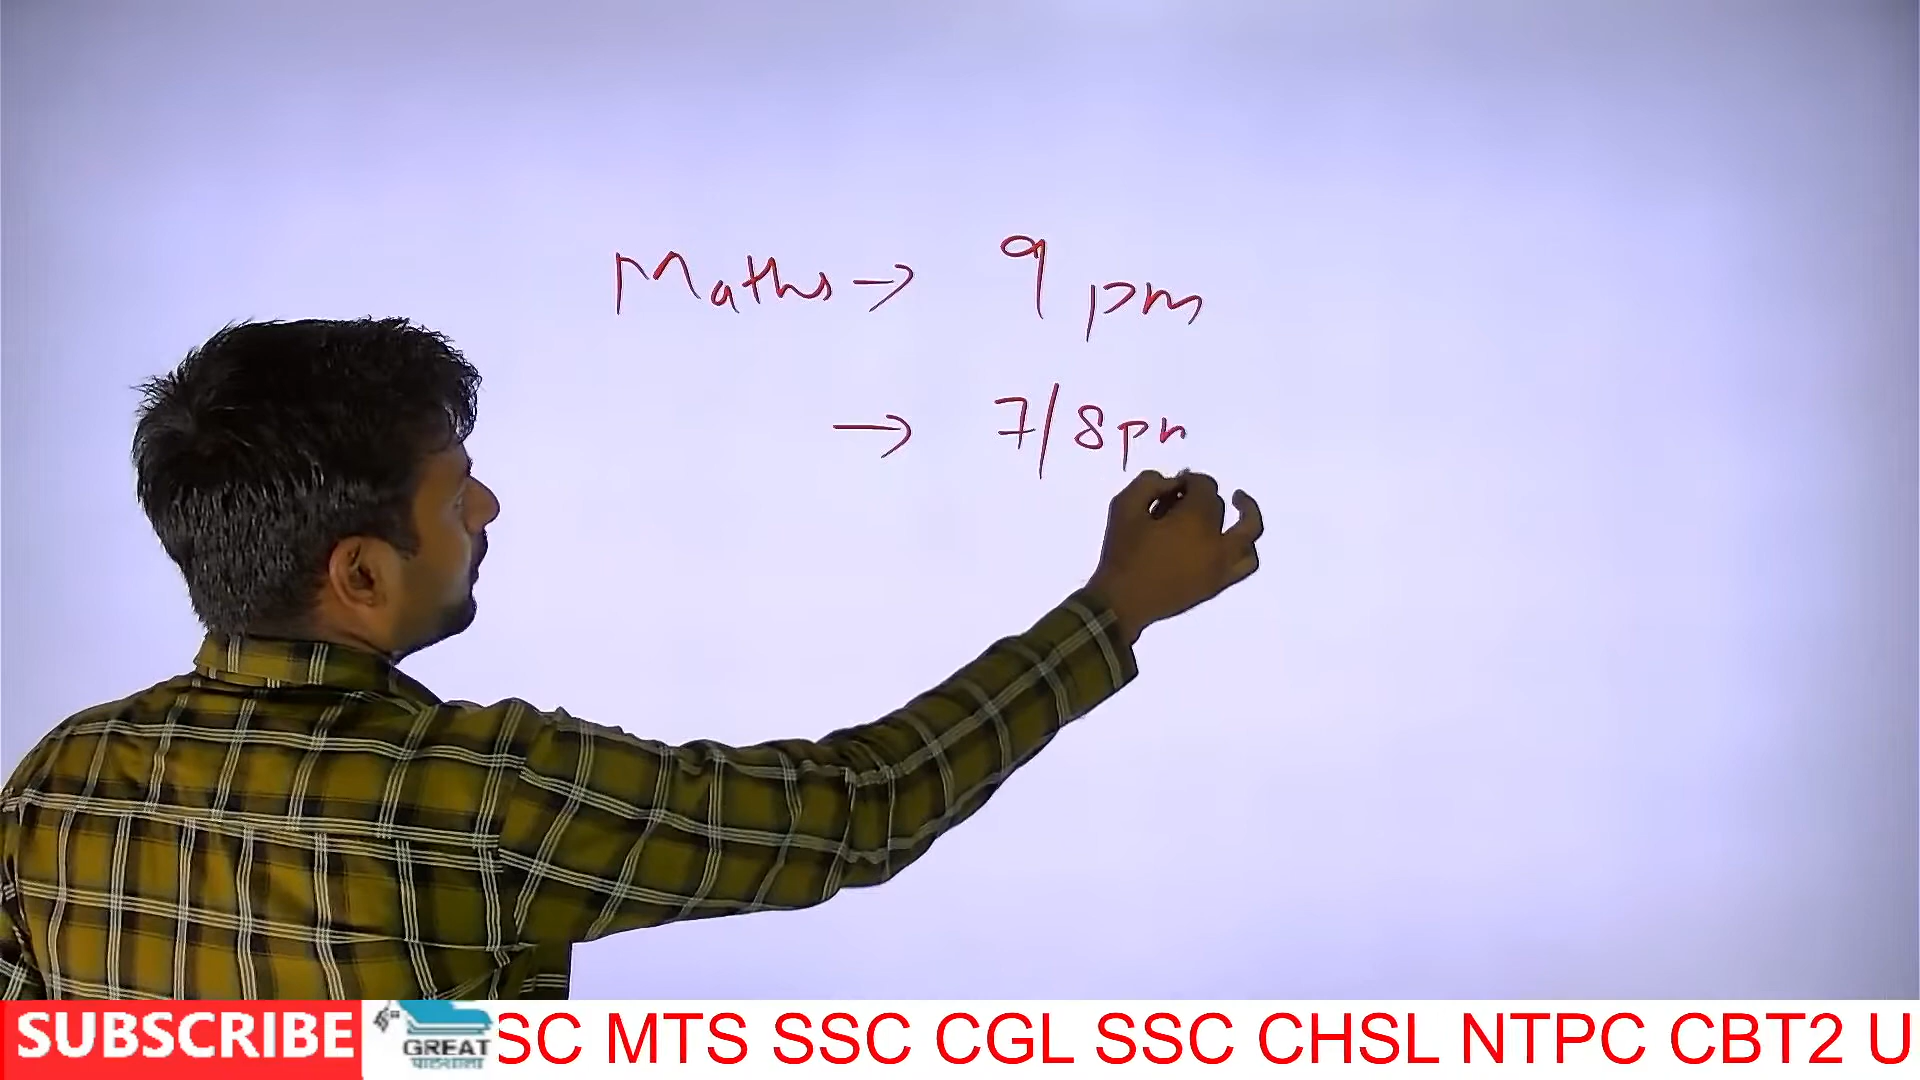 Maths → 9 pm
→ 7/8 pm
SUBSCRIBE
GREAT
SC MTS SSC CGL SSC CHSL NTPC CBT2 U